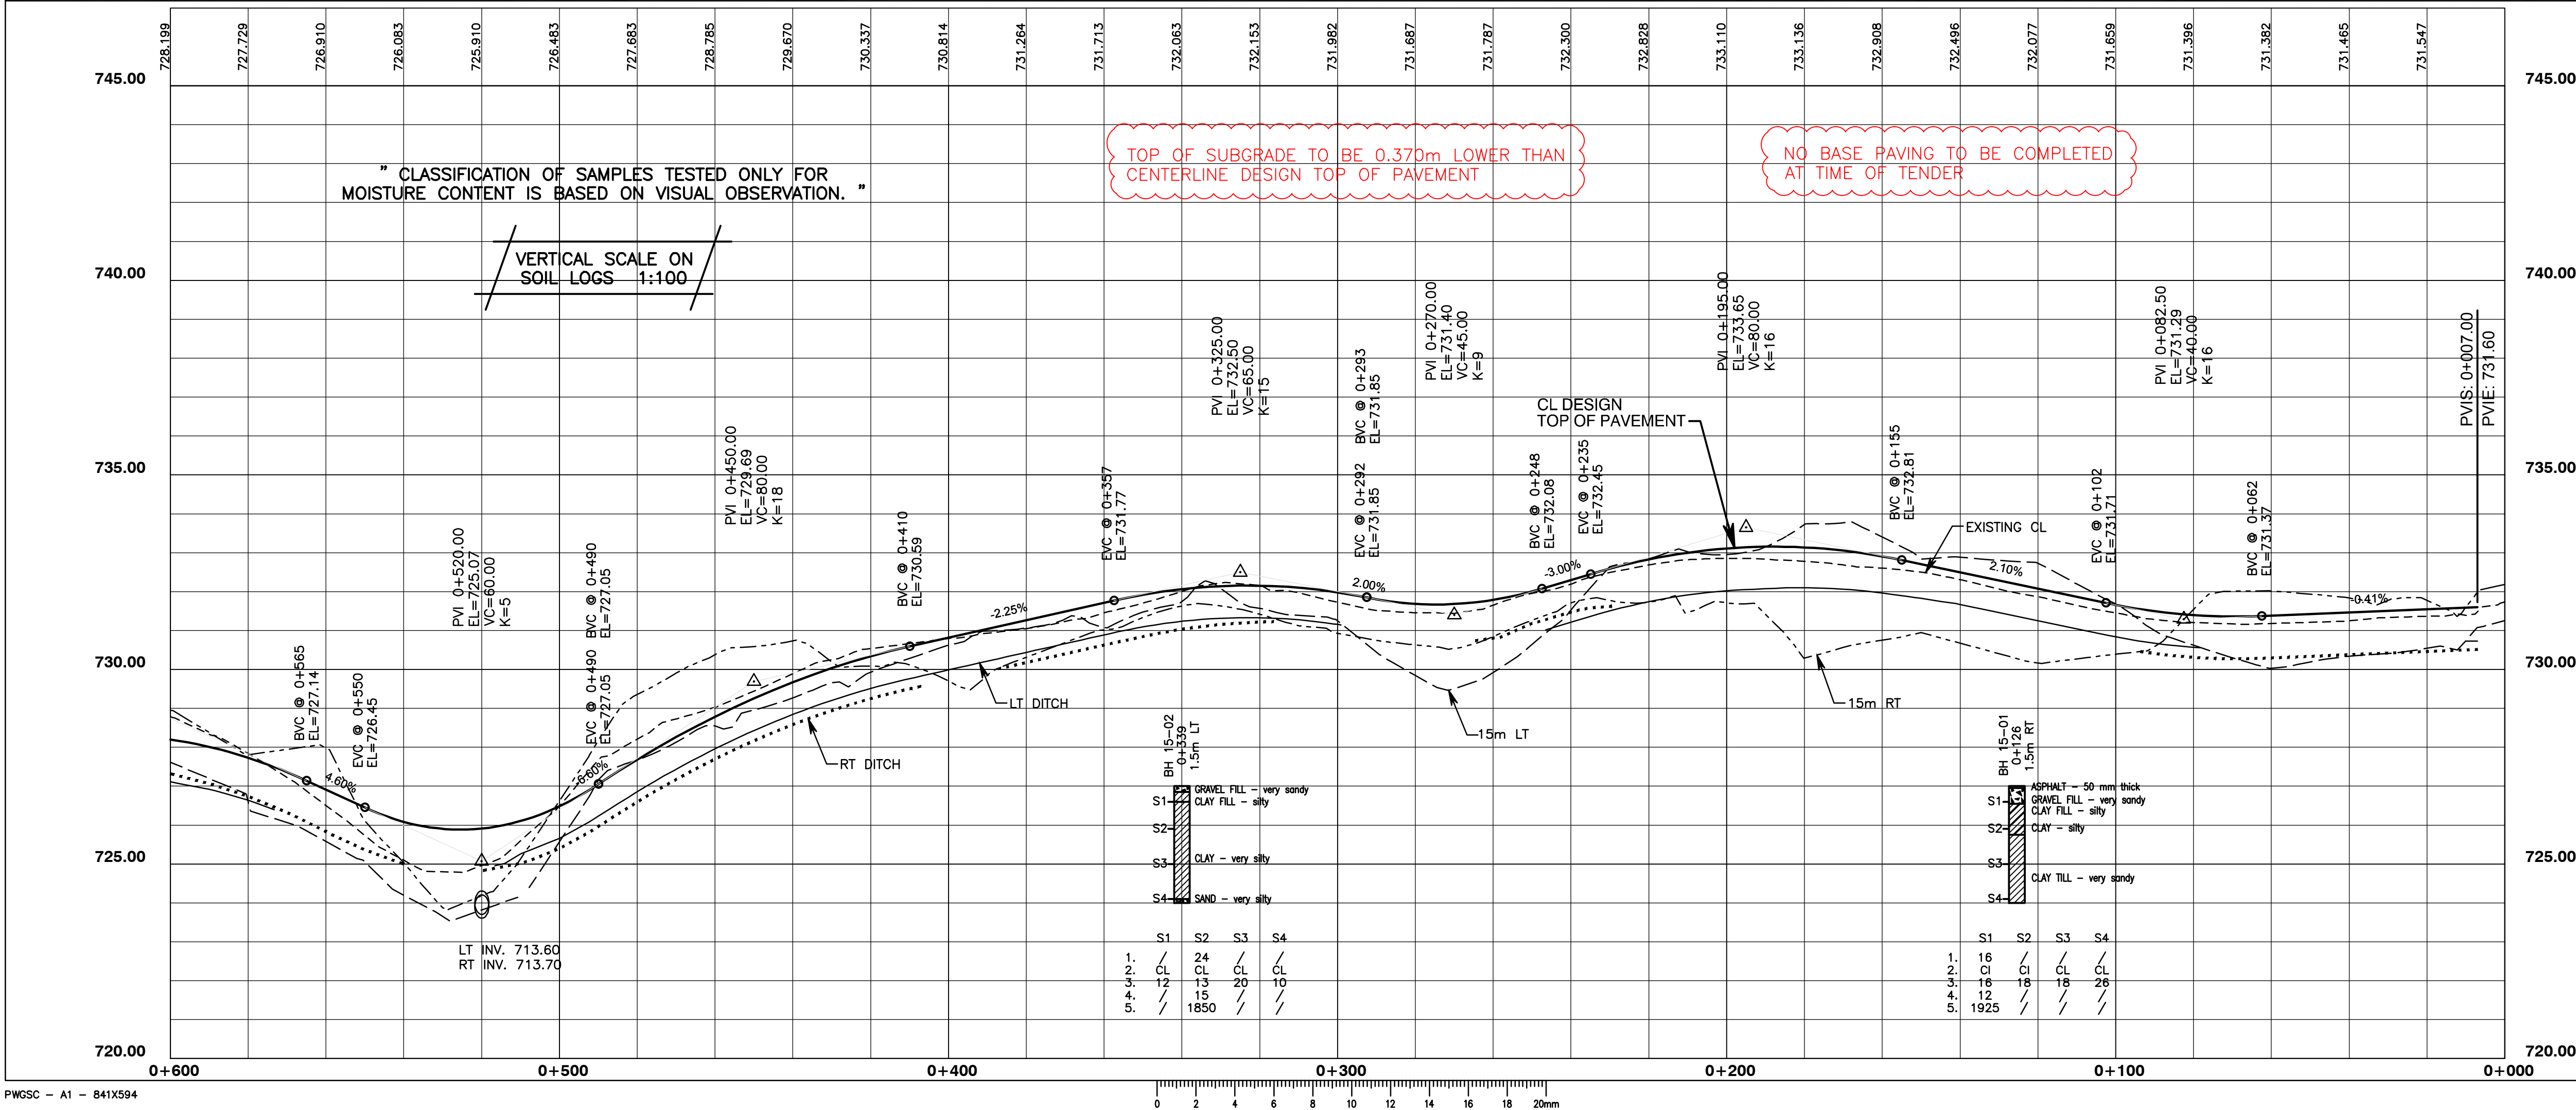 728.199
727.729
726.910
726.083
725.910
726.483
727.683
728.785
729.670
730.337
730.814
731.264
731.713
732.063
732.153
731.982
731.687
731.787
732.300
732.828
733.110
733.136
732.908
732.496
732.077
731.659
731.396
731.382
731.465
731.547
745.00
745.00
" CLASSIFICATION OF SAMPLES TESTED ONLY FOR
MOISTURE CONTENT IS BASED ON VISUAL OBSERVATION. "
TOP OF SUBGRADE TO BE 0.370m LOWER THAN
CENTERLINE DESIGN TOP OF PAVEMENT
NO BASE PAVING TO BE COMPLETED
AT TIME OF TENDER
VERTICAL SCALE ON
SOIL LOGS 1:100
740.00
740.00
735.00
735.00
730.00
730.00
725.00
725.00
720.00
720.00
BVC @ 0+565
EL=727.14
4.60%
EVC @ 0+550
EL=726.45
PVI 0+520.00
EL=725.07
VC=60.00
K=5
BVC @ 0+490
EL=727.05
EVC @ 0+490
EL=727.05
-6.60%
PVI 0+450.00
EL=729.69
VC=80.00
K=18
BVC @ 0+410
EL=730.59
-2.25%
EVC @ 0+357
EL=731.77
PVI 0+325.00
EL=732.50
VC=65.00
K=15
BVC @ 0+293
EL=731.85
EVC @ 0+292
EL=731.85
2.00%
PVI 0+270.00
EL=731.40
VC=45.00
K=9
BVC @ 0+248
EL=732.08
-3.00%
EVC @ 0+235
EL=732.45
CL DESIGN
TOP OF PAVEMENT
PVI 0+195.00
EL=733.65
VC=80.00
K=16
BVC @ 0+155
EL=732.81
EXISTING CL
2.10%
EVC @ 0+102
EL=731.71
PVI 0+082.50
EL=731.29
VC=40.00
K=16
BVC @ 0+062
EL=731.37
-0.41%
PVIS: 0+007.00
PVIE: 731.60
LT DITCH
RT DITCH
15m LT
15m RT
LT INV. 713.60
RT INV. 713.70
BH 15-02
0+339
1.5m LT
GRAVEL FILL - very sandy
S1
CLAY FILL - silty
S2
S3
CLAY - very silty
S4
SAND - very silty
S1 S2 S3 S4
1. / 24 / /
2. CL CL CL CL
3. 12 13 20 10
4. / 15 / /
5. / 1850 / /
BH 15-01
0+126
1.5m RT
ASPHALT - 50 mm thick
S1
GRAVEL FILL - very sandy
CLAY FILL - silty
S2
CLAY - silty
S3
CLAY TILL - very sandy
S4
S1 S2 S3 S4
1. 16 / / /
2. CI CI CL CL
3. 16 18 18 26
4. 12 / / /
5. 1925 / / /
0+600 0+500 0+400 0+300 0+200 0+100 0+000
PWGSC - A1 - 841X594
0 2 4 6 8 10 12 14 16 18 20mm